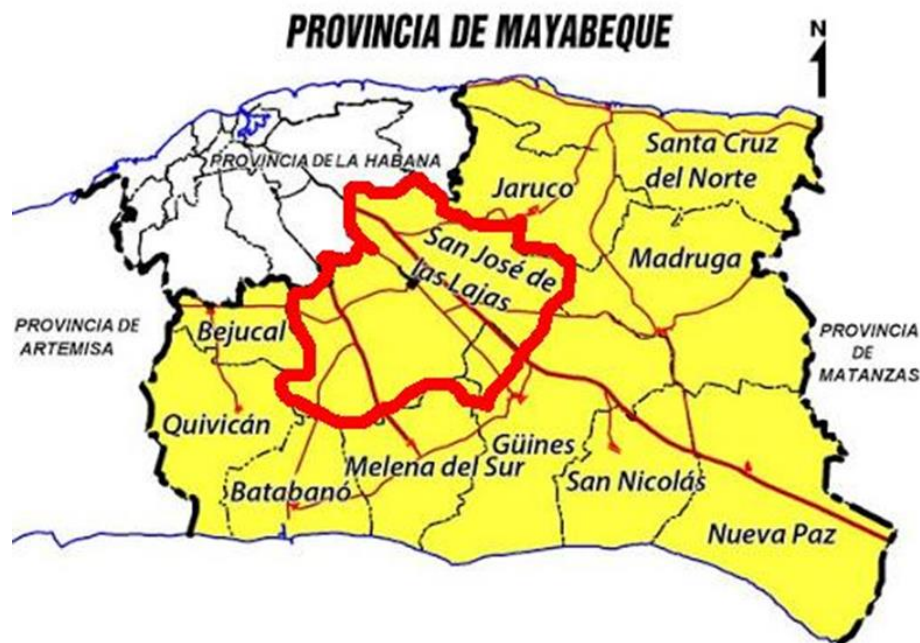 PROVINCIA DE MAYABEQUE
N
PROVINCIA DE LA HABANA
Santa Cruz
del Norte
Jaruco
San José de
las Lajas
Madruga
PROVINCIA DE
ARTEMISA
Bejucal
PROVINCIA
DE
MATANZAS
Quivicán
Güines
Melena del Sur
Batabanó
San Nicolás
Nueva Paz